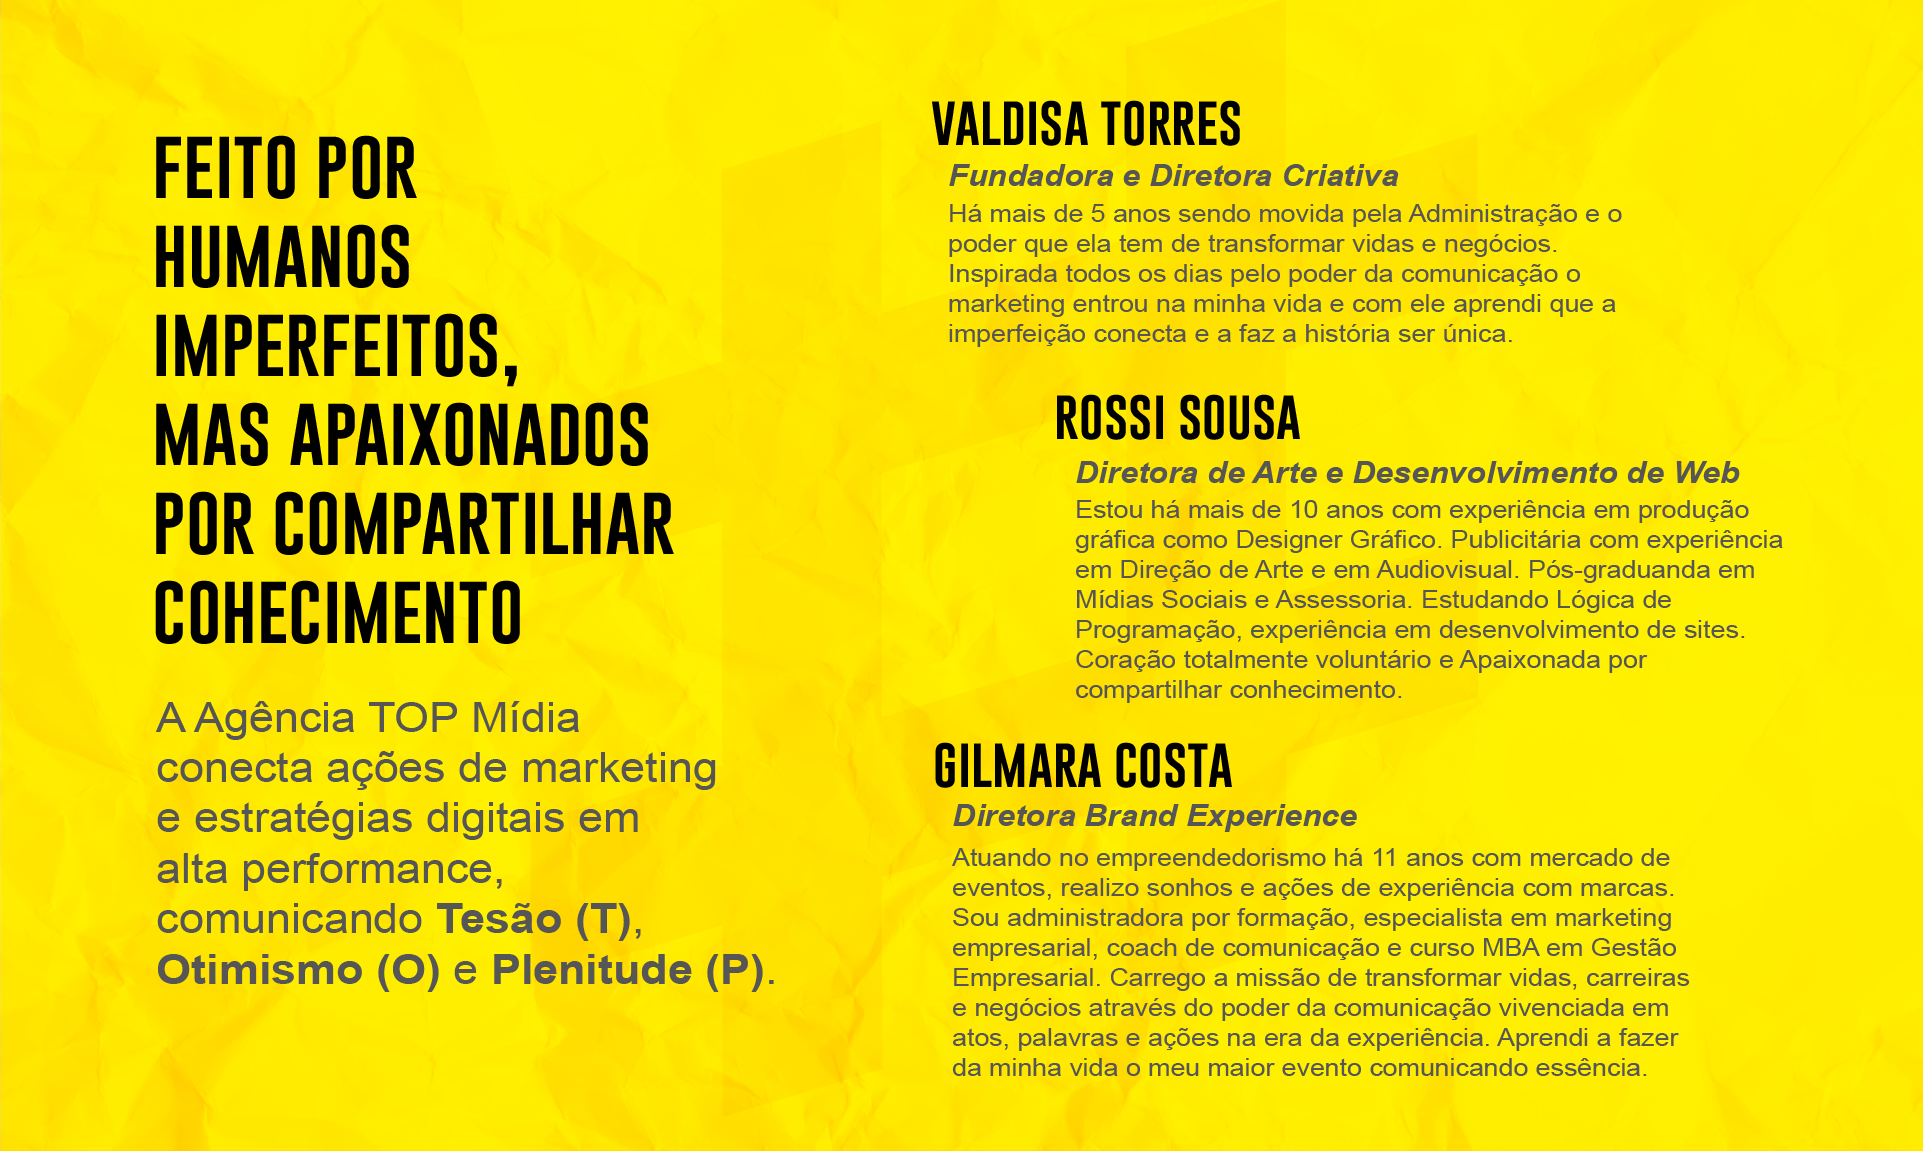 FEITO POR
HUMANOS
IMPERFEITOS,
MAS APAIXONADOS
POR COMPARTILHAR
COHECIMENTO
A Agência TOP Mídia
conecta ações de marketing
e estratégias digitais em
alta performance,
comunicando Tesão (T),
Otimismo (O) e Plenitude (P).
VALDISA TORRES
Fundadora e Diretora Criativa
Há mais de 5 anos sendo movida pela Administração e o
poder que ela tem de transformar vidas e negócios.
Inspirada todos os dias pelo poder da comunicação o
marketing entrou na minha vida e com ele aprendi que a
imperfeição conecta e a faz a história ser única.
ROSSI SOUSA
Diretora de Arte e Desenvolvimento de Web
Estou há mais de 10 anos com experiência em produção
gráfica como Designer Gráfico. Publicitária com experiência
em Direção de Arte e em Audiovisual. Pós-graduanda em
Mídias Sociais e Assessoria. Estudando Lógica de
Programação, experiência em desenvolvimento de sites.
Coração totalmente voluntário e Apaixonada por
compartilhar conhecimento.
GILMARA COSTA
Diretora Brand Experience
Atuando no empreendedorismo há 11 anos com mercado de
eventos, realizo sonhos e ações de experiência com marcas.
Sou administradora por formação, especialista em marketing
empresarial, coach de comunicação e curso MBA em Gestão
Empresarial. Carrego a missão de transformar vidas, carreiras
e negócios através do poder da comunicação vivenciada em
atos, palavras e ações na era da experiência. Aprendi a fazer
da minha vida o meu maior evento comunicando essência.